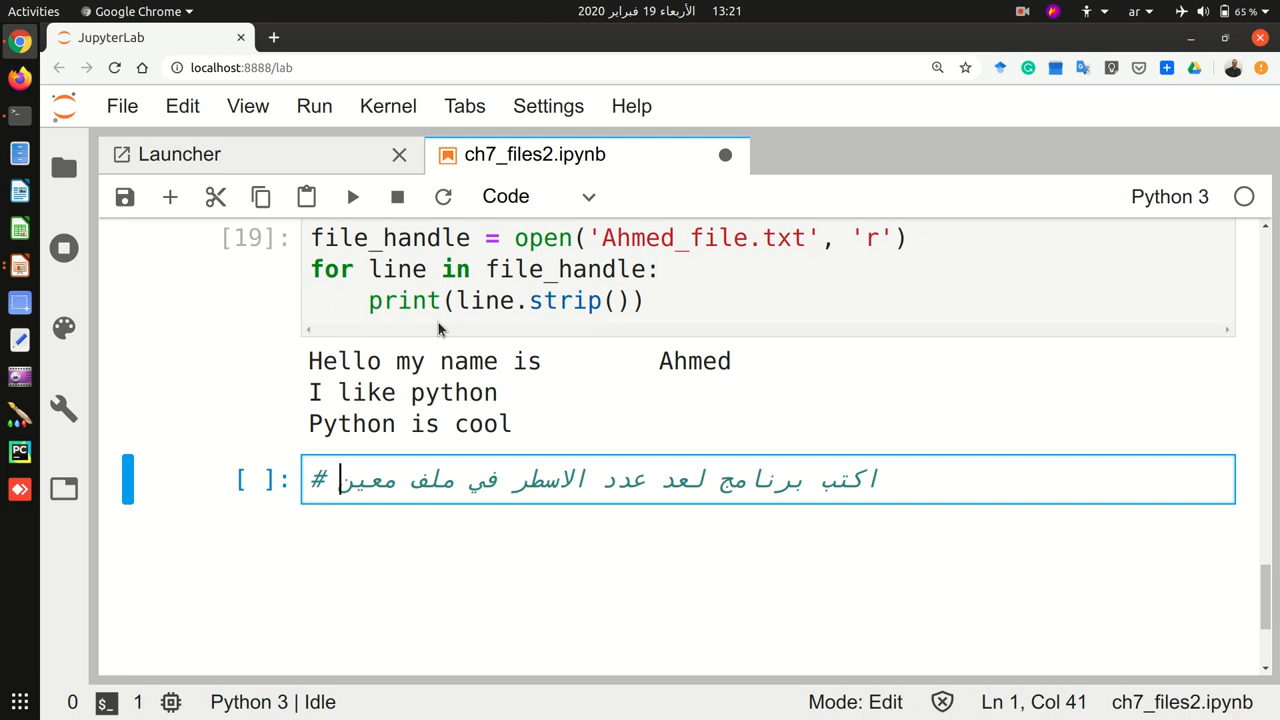 Activities Google Chrome الأربعاء 19 فبراير 2020 13:21 ar 65 %
JupyterLab
localhost:8888/lab
File Edit View Run Kernel Tabs Settings Help
Launcher ch7_files2.ipynb
Code Python 3
[19]: file_handle = open('Ahmed_file.txt', 'r')
for line in file_handle:
print(line.strip())
Hello my name is Ahmed
I like python
Python is cool
[ ]: # اكتب برنامج لعد عدد الاسطر في ملف معين
0 $_ 1 Python 3 | Idle Mode: Edit Ln 1, Col 41 ch7_files2.ipynb